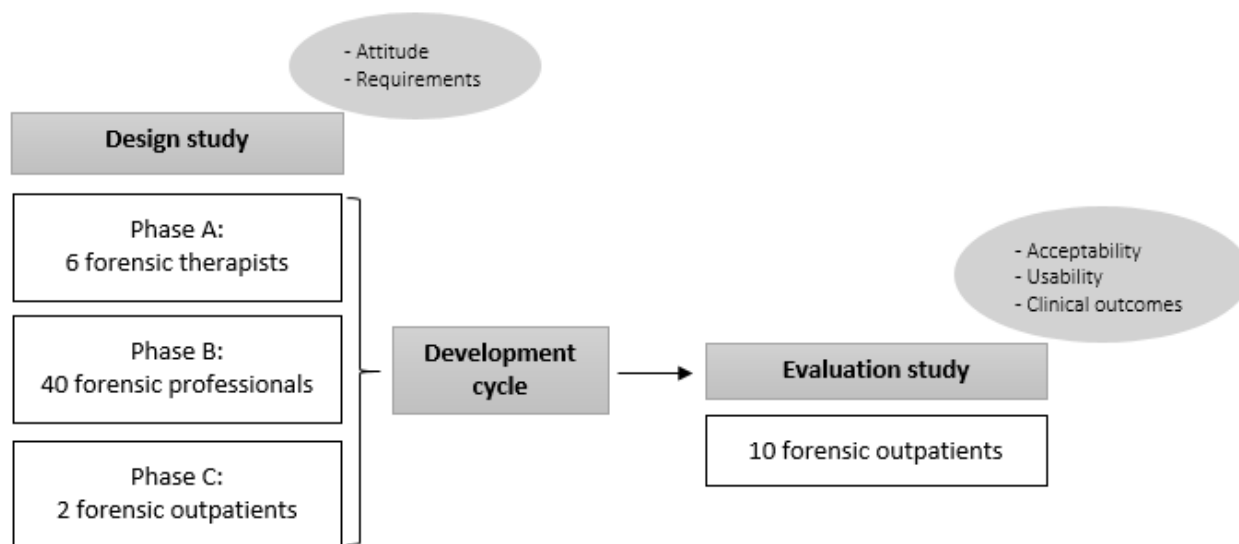 - Attitude
- Requirements
Design study
Phase A:
6 forensic therapists
Phase B:
40 forensic professionals
Phase C:
2 forensic outpatients
Development
cycle
- Acceptability
- Usability
- Clinical outcomes
Evaluation study
10 forensic outpatients